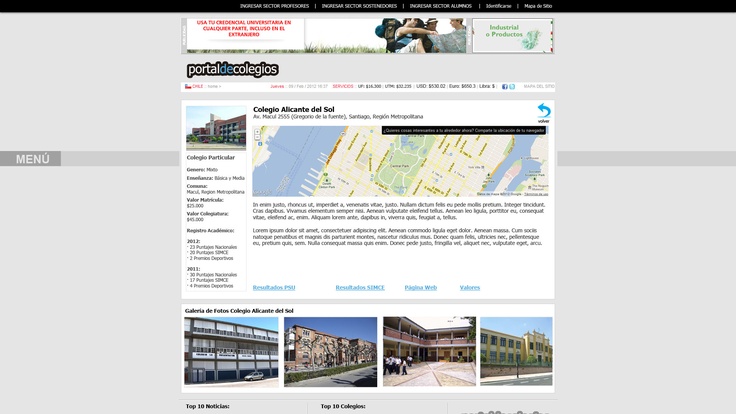 INGRESAR SECTOR PROFESORES | INGRESAR SECTOR SOSTENEDORES | INGRESAR SECTOR ALUMNOS | Identificarse | Mapa de Sitio
USA TU CREDENCIAL UNIVERSITARIA EN
CUALQUIER PARTE, INCLUSO EN EL
EXTRANJERO
Industrial
o Productos
portaldecolegios
CHILE
Jueves
SERVICIOS
UF: $16.300 | UTM: $32.235 | USD: $530.02 | Euro: $650.3 | Libra: $
MAPA DEL SITIO
MENÚ
Colegio Alicante del Sol
Av. Macul 2555 (Gregorio de la fuente), Santiago, Región Metropolitana
volver
¿Quieres cosas interesantes a tu alrededor ahora? Comparte la ubicación de tu navegador
Central Park
Colegio Particular
Genero: Mixto
Enseñanza: Básica y Media
Comuna:
Macul, Region Metropolitana
Valor Matricula:
$25.000
Valor Colegiatura:
$45.000
Registro Académico:
2012:
- 23 Puntajes Nacionales
- 20 Puntajes SIMCE
- 2 Premios Deportivos
2011:
- 30 Puntajes Nacionales
- 17 Puntajes SIMCE
- 4 Premios Deportivos
In enim justo, rhoncus ut, imperdiet a, venenatis vitae, justo. Nullam dictum felis eu pede mollis pretium. Integer tincidunt.
Cras dapibus. Vivamus elementum semper nisi. Aenean vulputate eleifend tellus. Aenean leo ligula, porttitor eu, consequat
vitae, eleifend ac, enim. Aliquam lorem ante, dapibus in, viverra quis, feugiat a, tellus.
Lorem ipsum dolor sit amet, consectetuer adipiscing elit. Aenean commodo ligula eget dolor. Aenean massa. Cum sociis
natoque penatibus et magnis dis parturient montes, nascetur ridiculus mus. Donec quam felis, ultricies nec, pellentesque
eu, pretium quis, sem. Nulla consequat massa quis enim. Donec pede justo, fringilla vel, aliquet nec, vulputate eget, arcu.
Resultados PSU
Resultados SIMCE
Página Web
Valores
Galería de Fotos Colegio Alicante del Sol
Top 10 Noticias:
Top 10 Colegios: